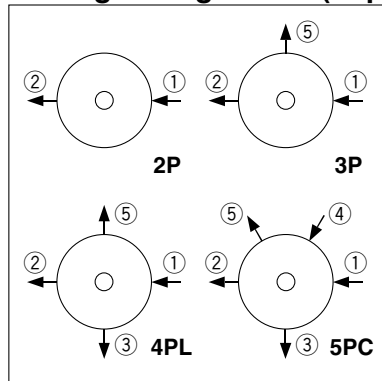 ⑤
② ① ② ①
2P 3P
⑤ ⑤ ④
② ① ② ①
③ 4PL ③ 5PC